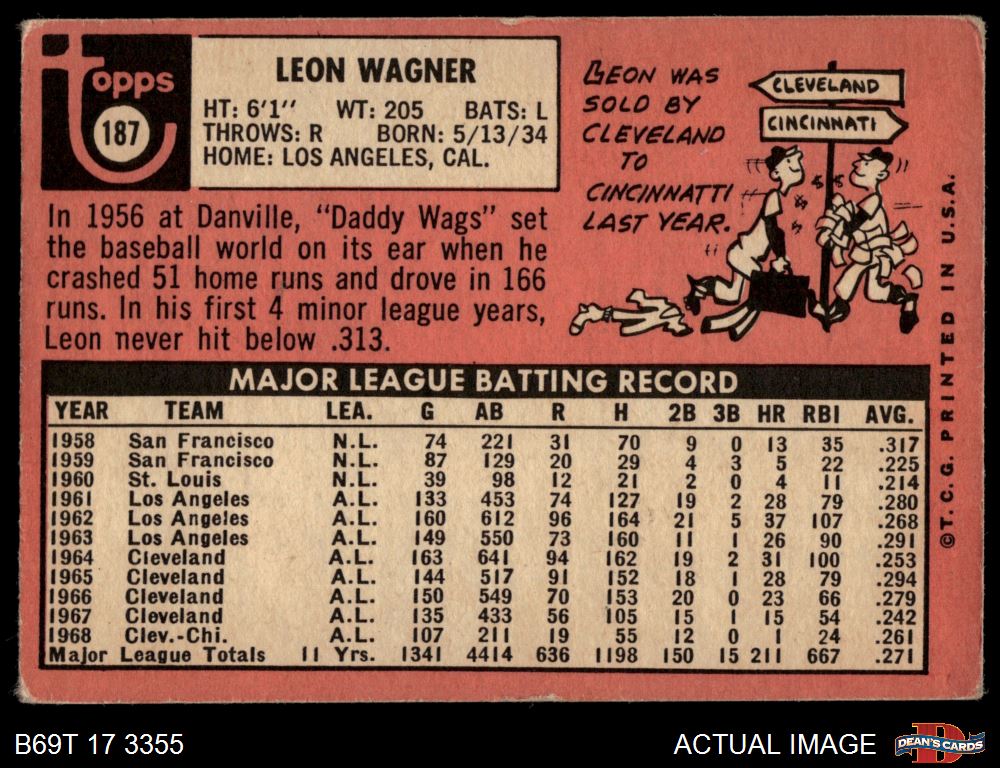 Topps
187
LEON WAGNER
HT: 6'1" WT: 205 BATS: L
THROWS: R BORN: 5/13/34
HOME: LOS ANGELES, CAL.
LEON WAS
SOLD BY
CLEVELAND
TO
CINCINNATTI
LAST YEAR.
CLEVELAND
CINCINNATI
$ $ $ $
In 1956 at Danville, "Daddy Wags" set
the baseball world on its ear when he
crashed 51 home runs and drove in 166
runs. In his first 4 minor league years,
Leon never hit below .313.
MAJOR LEAGUE BATTING RECORD
YEAR TEAM LEA. G AB R H 2B 3B HR RBI AVG.
1958 San Francisco N.L. 74 221 31 70 9 0 13 35 .317
1959 San Francisco N.L. 87 129 20 29 4 3 5 22 .225
1960 St. Louis N.L. 39 98 12 21 2 0 4 11 .214
1961 Los Angeles A.L. 133 453 74 127 19 2 28 79 .280
1962 Los Angeles A.L. 160 612 96 164 21 5 37 107 .268
1963 Los Angeles A.L. 149 550 73 160 11 1 26 90 .291
1964 Cleveland A.L. 163 641 94 162 19 2 31 100 .253
1965 Cleveland A.L. 144 517 91 152 18 1 28 79 .294
1966 Cleveland A.L. 150 549 70 153 20 0 23 66 .279
1967 Cleveland A.L. 135 433 56 105 15 1 15 54 .242
1968 Clev.-Chi. A.L. 107 211 19 55 12 0 1 24 .261
Major League Totals 11 Yrs. 1341 4414 636 1198 150 15 211 667 .271
©T.C.G. PRINTED IN U.S.A.
B69T 17 3355
ACTUAL IMAGE
D
DEAN'S CARDS